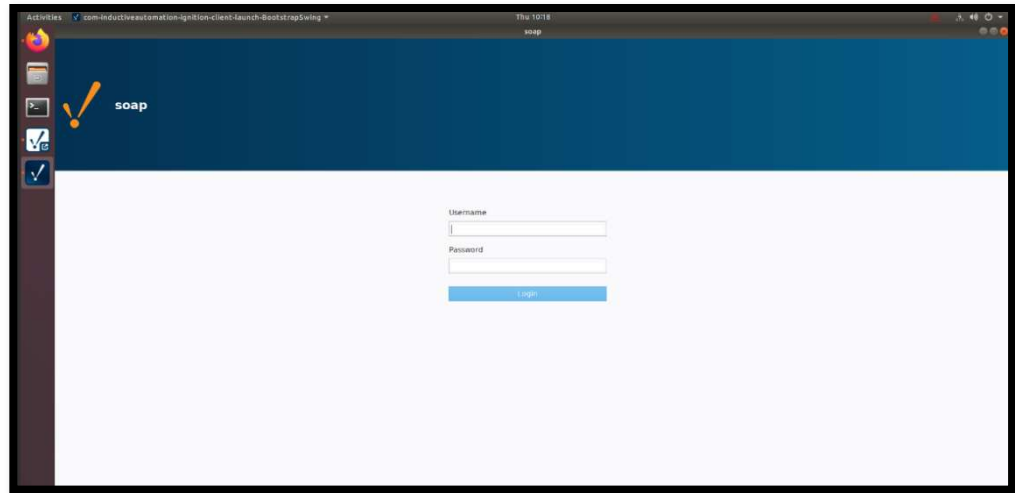 Activities com-inductiveautomation-ignition-client-launch-BootstrapSwing Thu 10:18
soap
soap
Username
Password
Login